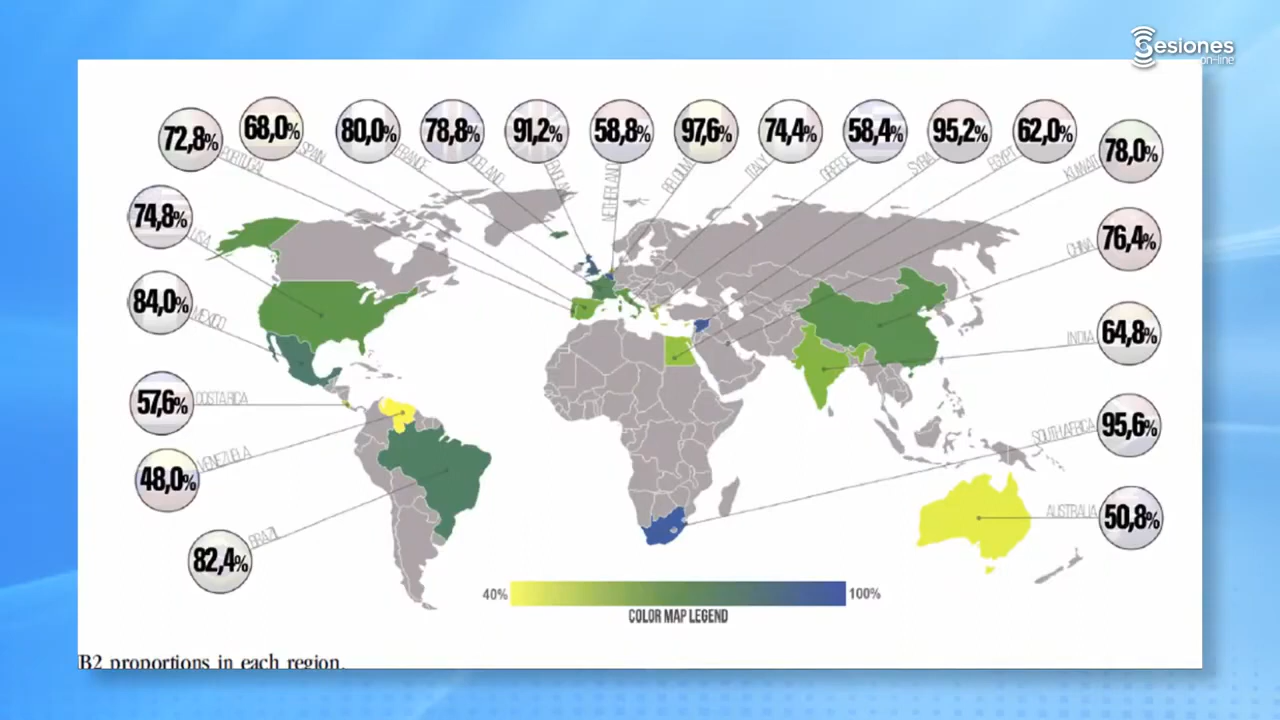 Sesiones
on-line
72,8%
PORTUGAL
68,0%
SPAIN
80,0%
FRANCE
78,8%
ICELAND
91,2%
ENGLAND
58,8%
NETHERLANDS
97,6%
BELGIUM
74,4%
ITALY
58,4%
GREECE
95,2%
SYRIA
62,0%
EGYPT
78,0%
KUWAIT
74,8%
USA
76,4%
CHINA
84,0%
MEXICO
64,8%
INDIA
57,6%
COSTA RICA
95,6%
SOUTH AFRICA
48,0%
VENEZUELA
50,8%
AUSTRALIA
82,4%
BRAZIL
40%
100%
COLOR MAP LEGEND
B2 proportions in each region.